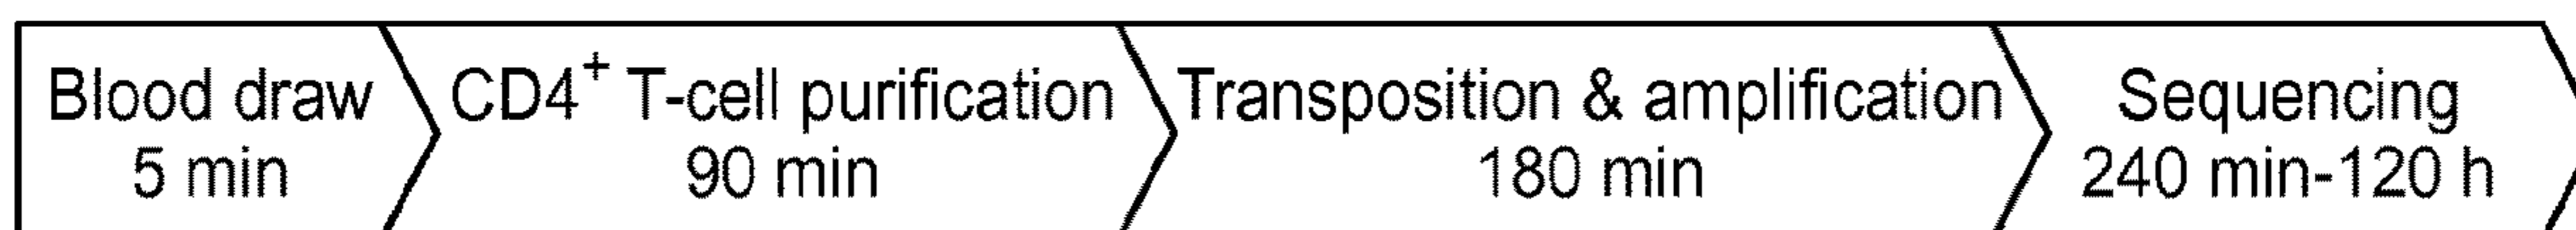 Blood draw
5 min
CD4⁺ T-cell purification
90 min
Transposition & amplification
180 min
Sequencing
240 min-120 h